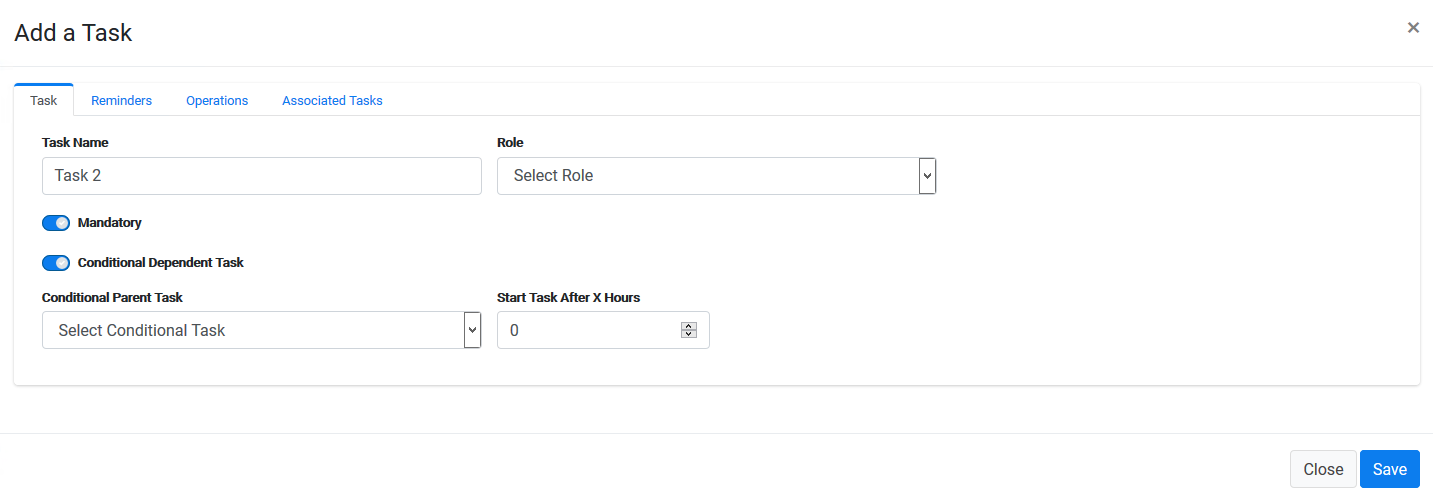 Add a Task
×
Task Reminders Operations Associated Tasks
Task Name Role
Task 2 Select Role
Mandatory
Conditional Dependent Task
Conditional Parent Task Start Task After X Hours
Select Conditional Task 0
Close Save